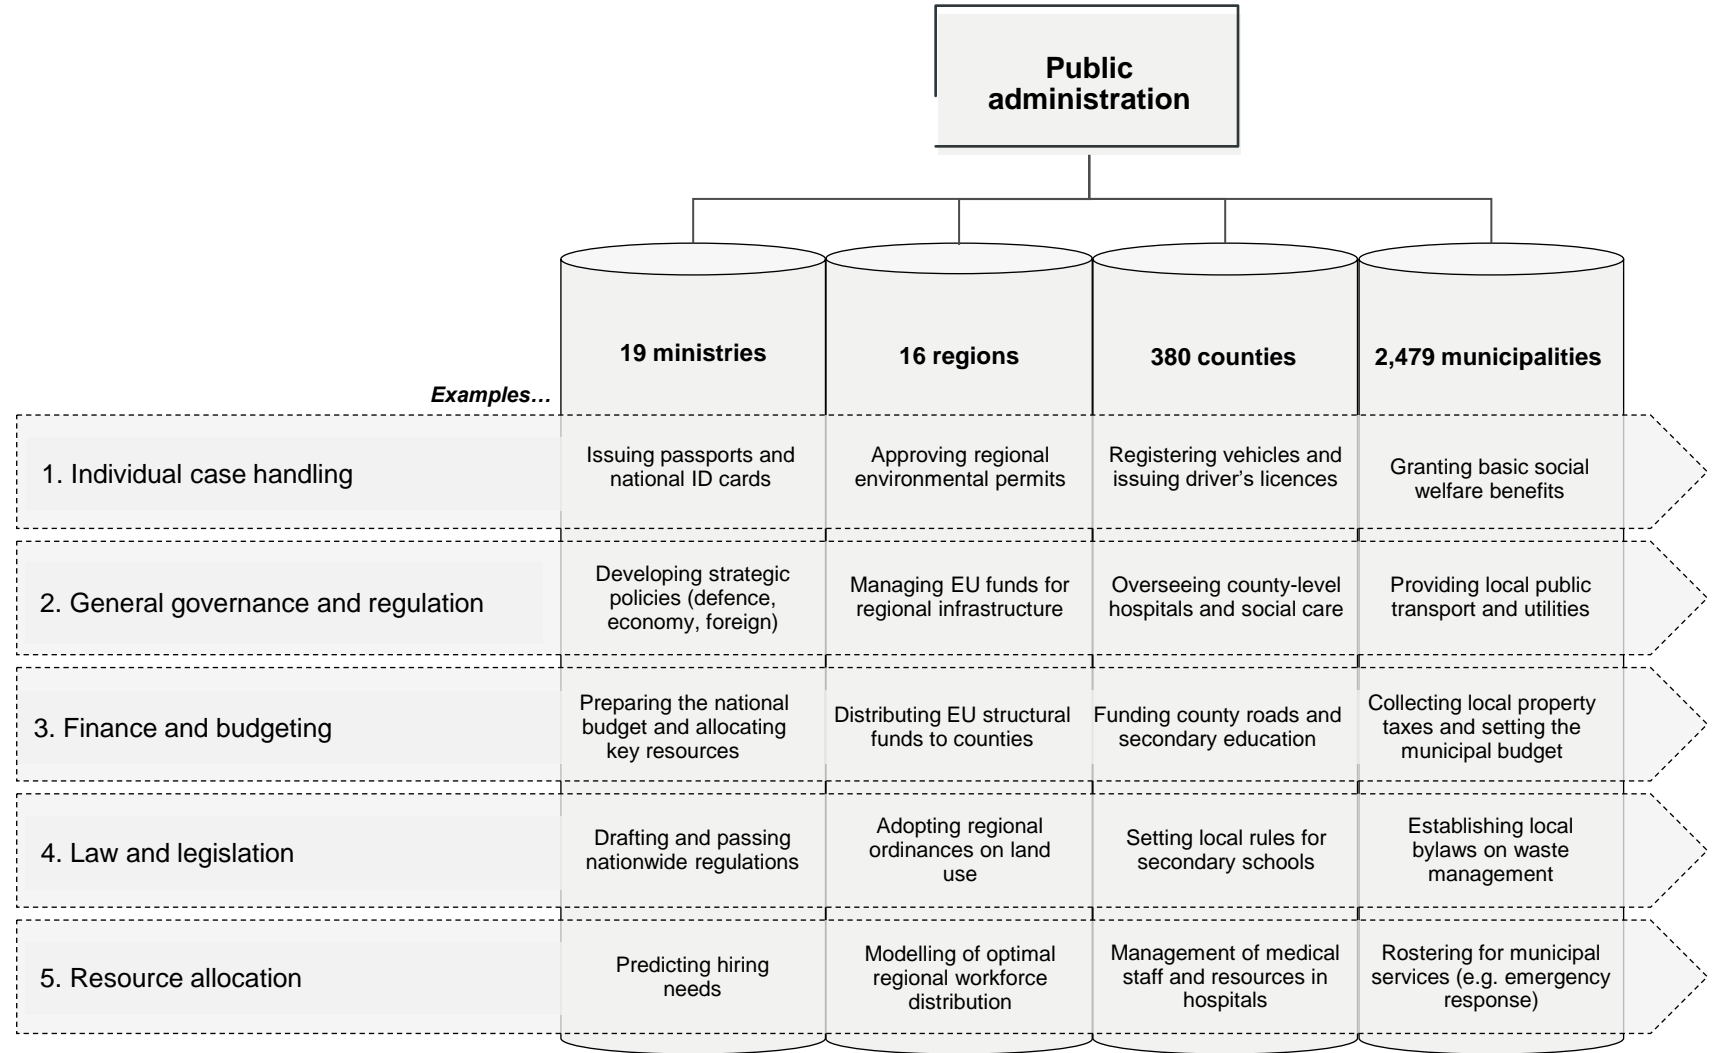 Public
administration
19 ministries
16 regions
380 counties
2,479 municipalities
Examples…
1. Individual case handling
Issuing passports and
national ID cards
Approving regional
environmental permits
Registering vehicles and
issuing driver’s licences
Granting basic social
welfare benefits
2. General governance and regulation
Developing strategic
policies (defence,
economy, foreign)
Managing EU funds for
regional infrastructure
Overseeing county-level
hospitals and social care
Providing local public
transport and utilities
3. Finance and budgeting
Preparing the national
budget and allocating
key resources
Distributing EU structural
funds to counties
Funding county roads and
secondary education
Collecting local property
taxes and setting the
municipal budget
4. Law and legislation
Drafting and passing
nationwide regulations
Adopting regional
ordinances on land
use
Setting local rules for
secondary schools
Establishing local
bylaws on waste
management
5. Resource allocation
Predicting hiring
needs
Modelling of optimal
regional workforce
distribution
Management of medical
staff and resources in
hospitals
Rostering for municipal
services (e.g. emergency
response)